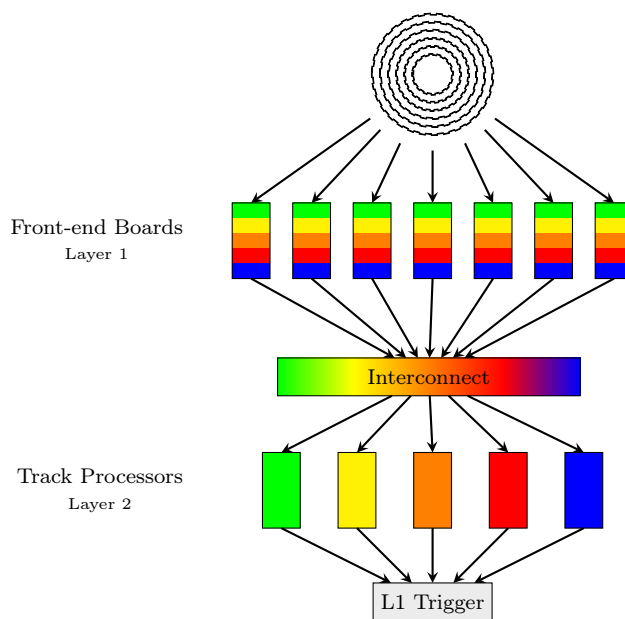 Front-end Boards
Layer 1
Interconnect
Track Processors
Layer 2
L1 Trigger